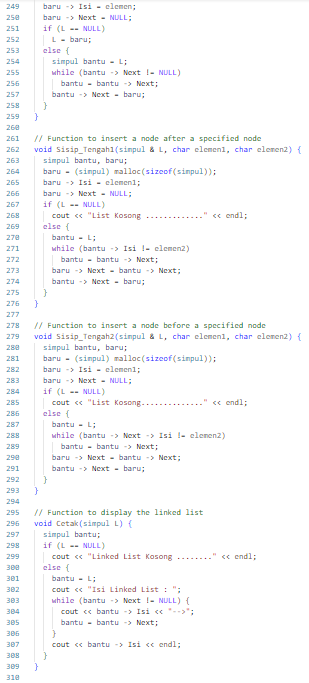 249 baru -> Isi = elemen;
250 baru -> Next = NULL;
251 if (L == NULL)
252 L = baru;
253 else {
254 simpul bantu = L;
255 while (bantu -> Next != NULL)
256 bantu = bantu -> Next;
257 bantu -> Next = baru;
258 }
259 }
260
261 // Function to insert a node after a specified node
262 void Sisip_Tengah1(simpul & L, char elemen1, char elemen2) {
263 simpul bantu, baru;
264 baru = (simpul) malloc(sizeof(simpul));
265 baru -> Isi = elemen1;
266 baru -> Next = NULL;
267 if (L == NULL)
268 cout << "List Kosong ............." << endl;
269 else {
270 bantu = L;
271 while (bantu -> Isi != elemen2)
272 bantu = bantu -> Next;
273 baru -> Next = bantu -> Next;
274 bantu -> Next = baru;
275 }
276 }
277
278 // Function to insert a node before a specified node
279 void Sisip_Tengah2(simpul & L, char elemen1, char elemen2) {
280 simpul bantu, baru;
281 baru = (simpul) malloc(sizeof(simpul));
282 baru -> Isi = elemen1;
283 baru -> Next = NULL;
284 if (L == NULL)
285 cout << "List Kosong.............." << endl;
286 else {
287 bantu = L;
288 while (bantu -> Next -> Isi != elemen2)
289 bantu = bantu -> Next;
290 baru -> Next = bantu -> Next;
291 bantu -> Next = baru;
292 }
293 }
294
295 // Function to display the linked list
296 void Cetak(simpul L) {
297 simpul bantu;
298 if (L == NULL)
299 cout << "Linked List Kosong ........" << endl;
300 else {
301 bantu = L;
302 cout << "Isi Linked List : ";
303 while (bantu -> Next != NULL) {
304 cout << bantu -> Isi << "-->";
305 bantu = bantu -> Next;
306 }
307 cout << bantu -> Isi << endl;
308 }
309 }
310